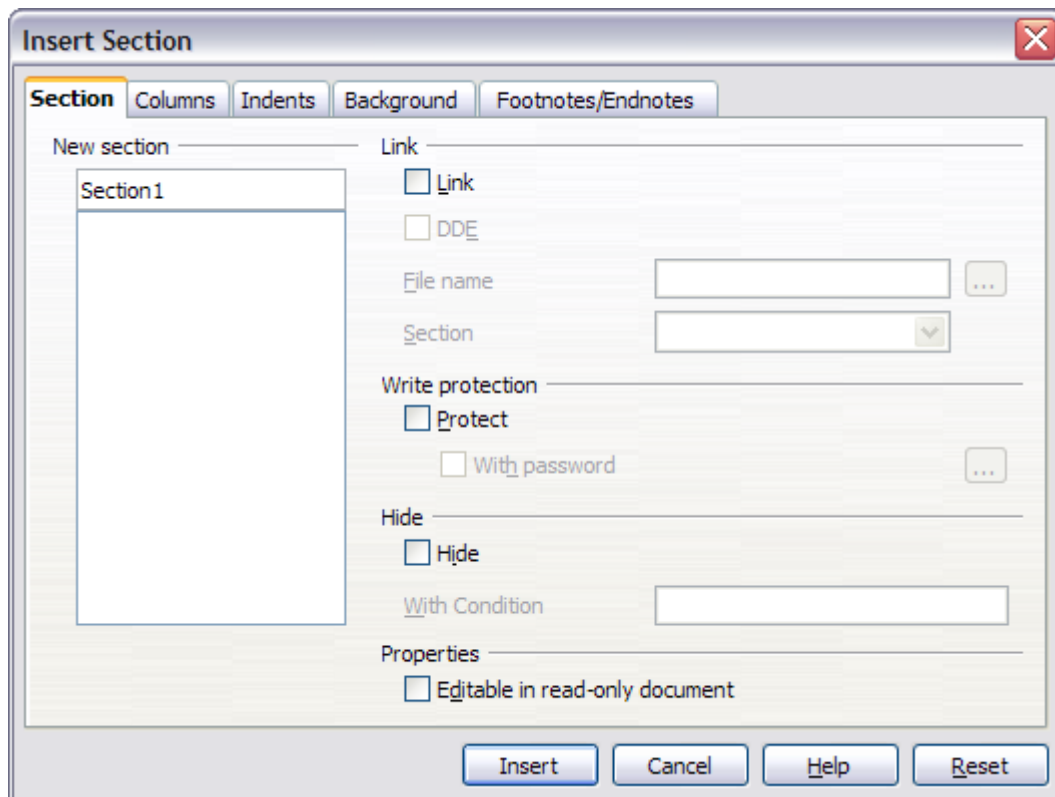 Insert Section
Section Columns Indents Background Footnotes/Endnotes
New section
Section1
Link
Link
DDE
File name ...
Section
Write protection
Protect
With password ...
Hide
Hide
With Condition
Properties
Editable in read-only document
Insert Cancel Help Reset